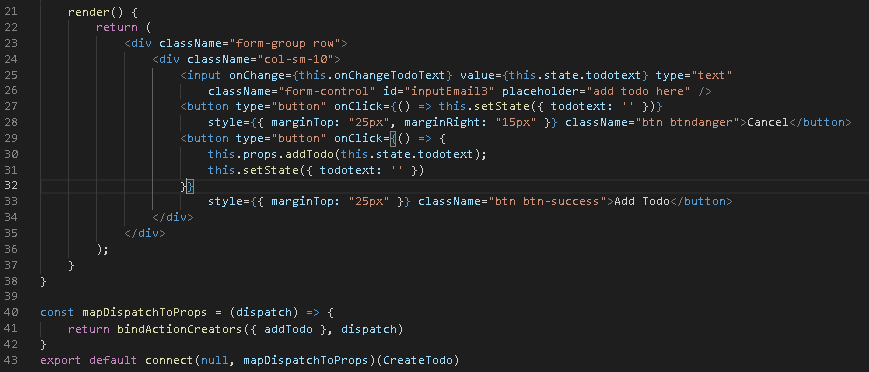 21 render() {
22 return (
23 <div className="form-group row">
24 <div className="col-sm-10">
25 <input onChange={this.onChangeTodoText} value={this.state.todotext} type="text"
26 className="form-control" id="inputEmail3" placeholder="add todo here" />
27 <button type="button" onClick={() => this.setState({ todotext: '' })}
28 style={{ marginTop: "25px", marginRight: "15px" }} className="btn btndanger">Cancel</button>
29 <button type="button" onClick={() => {
30 this.props.addTodo(this.state.todotext);
31 this.setState({ todotext: '' })
32 }}
33 style={{ marginTop: "25px" }} className="btn btn-success">Add Todo</button>
34 </div>
35 </div>
36 );
37 }
38 }
39
40 const mapDispatchToProps = (dispatch) => {
41 return bindActionCreators({ addTodo }, dispatch)
42 }
43 export default connect(null, mapDispatchToProps)(CreateTodo)